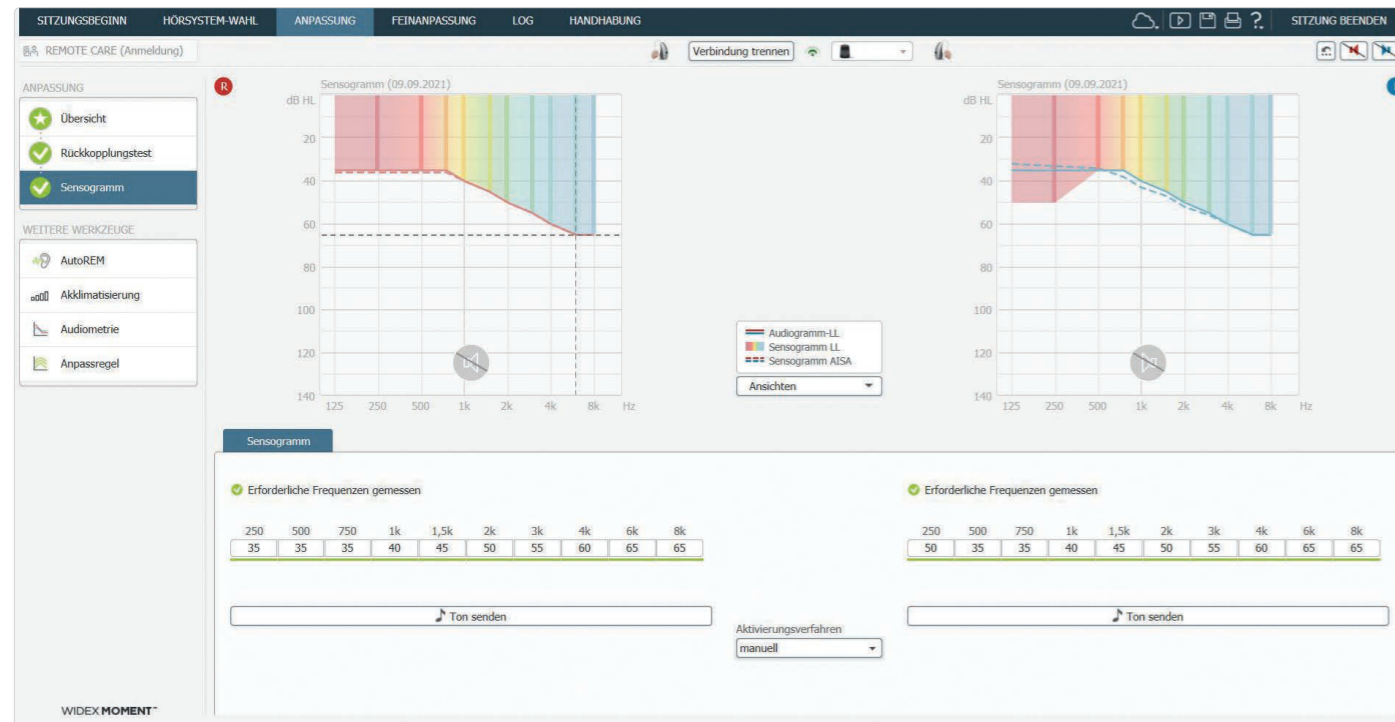 SITZUNGSBEGINN HÖRSYSTEM-WAHL ANPASSUNG FEINANPASSUNG LOG HANDHABUNG ? SITZUNG BEENDEN
REMOTE CARE (Anmeldung) Verbindung trennen
ANPASSUNG
Übersicht
Rückkopplungstest
Sensogramm
WEITERE WERKZEUGE
AutoREM
Akklimatisierung
Audiometrie
Anpassregel
R
Sensogramm (09.09.2021)
dB HL
20
40
60
80
100
120
140
125 250 500 1k 2k 4k 8k Hz
Audiogramm-LL
Sensogramm LL
Sensogramm AISA
Ansichten
Sensogramm (09.09.2021)
dB HL
20
40
60
80
100
120
140
125 250 500 1k 2k 4k 8k Hz
Sensogramm
Erforderliche Frequenzen gemessen
250 500 750 1k 1,5k 2k 3k 4k 6k 8k
35 35 35 40 45 50 55 60 65 65
Ton senden
Aktivierungsverfahren
manuell
Erforderliche Frequenzen gemessen
250 500 750 1k 1,5k 2k 3k 4k 6k 8k
50 35 35 40 45 50 55 60 65 65
Ton senden
WIDEX MOMENT™